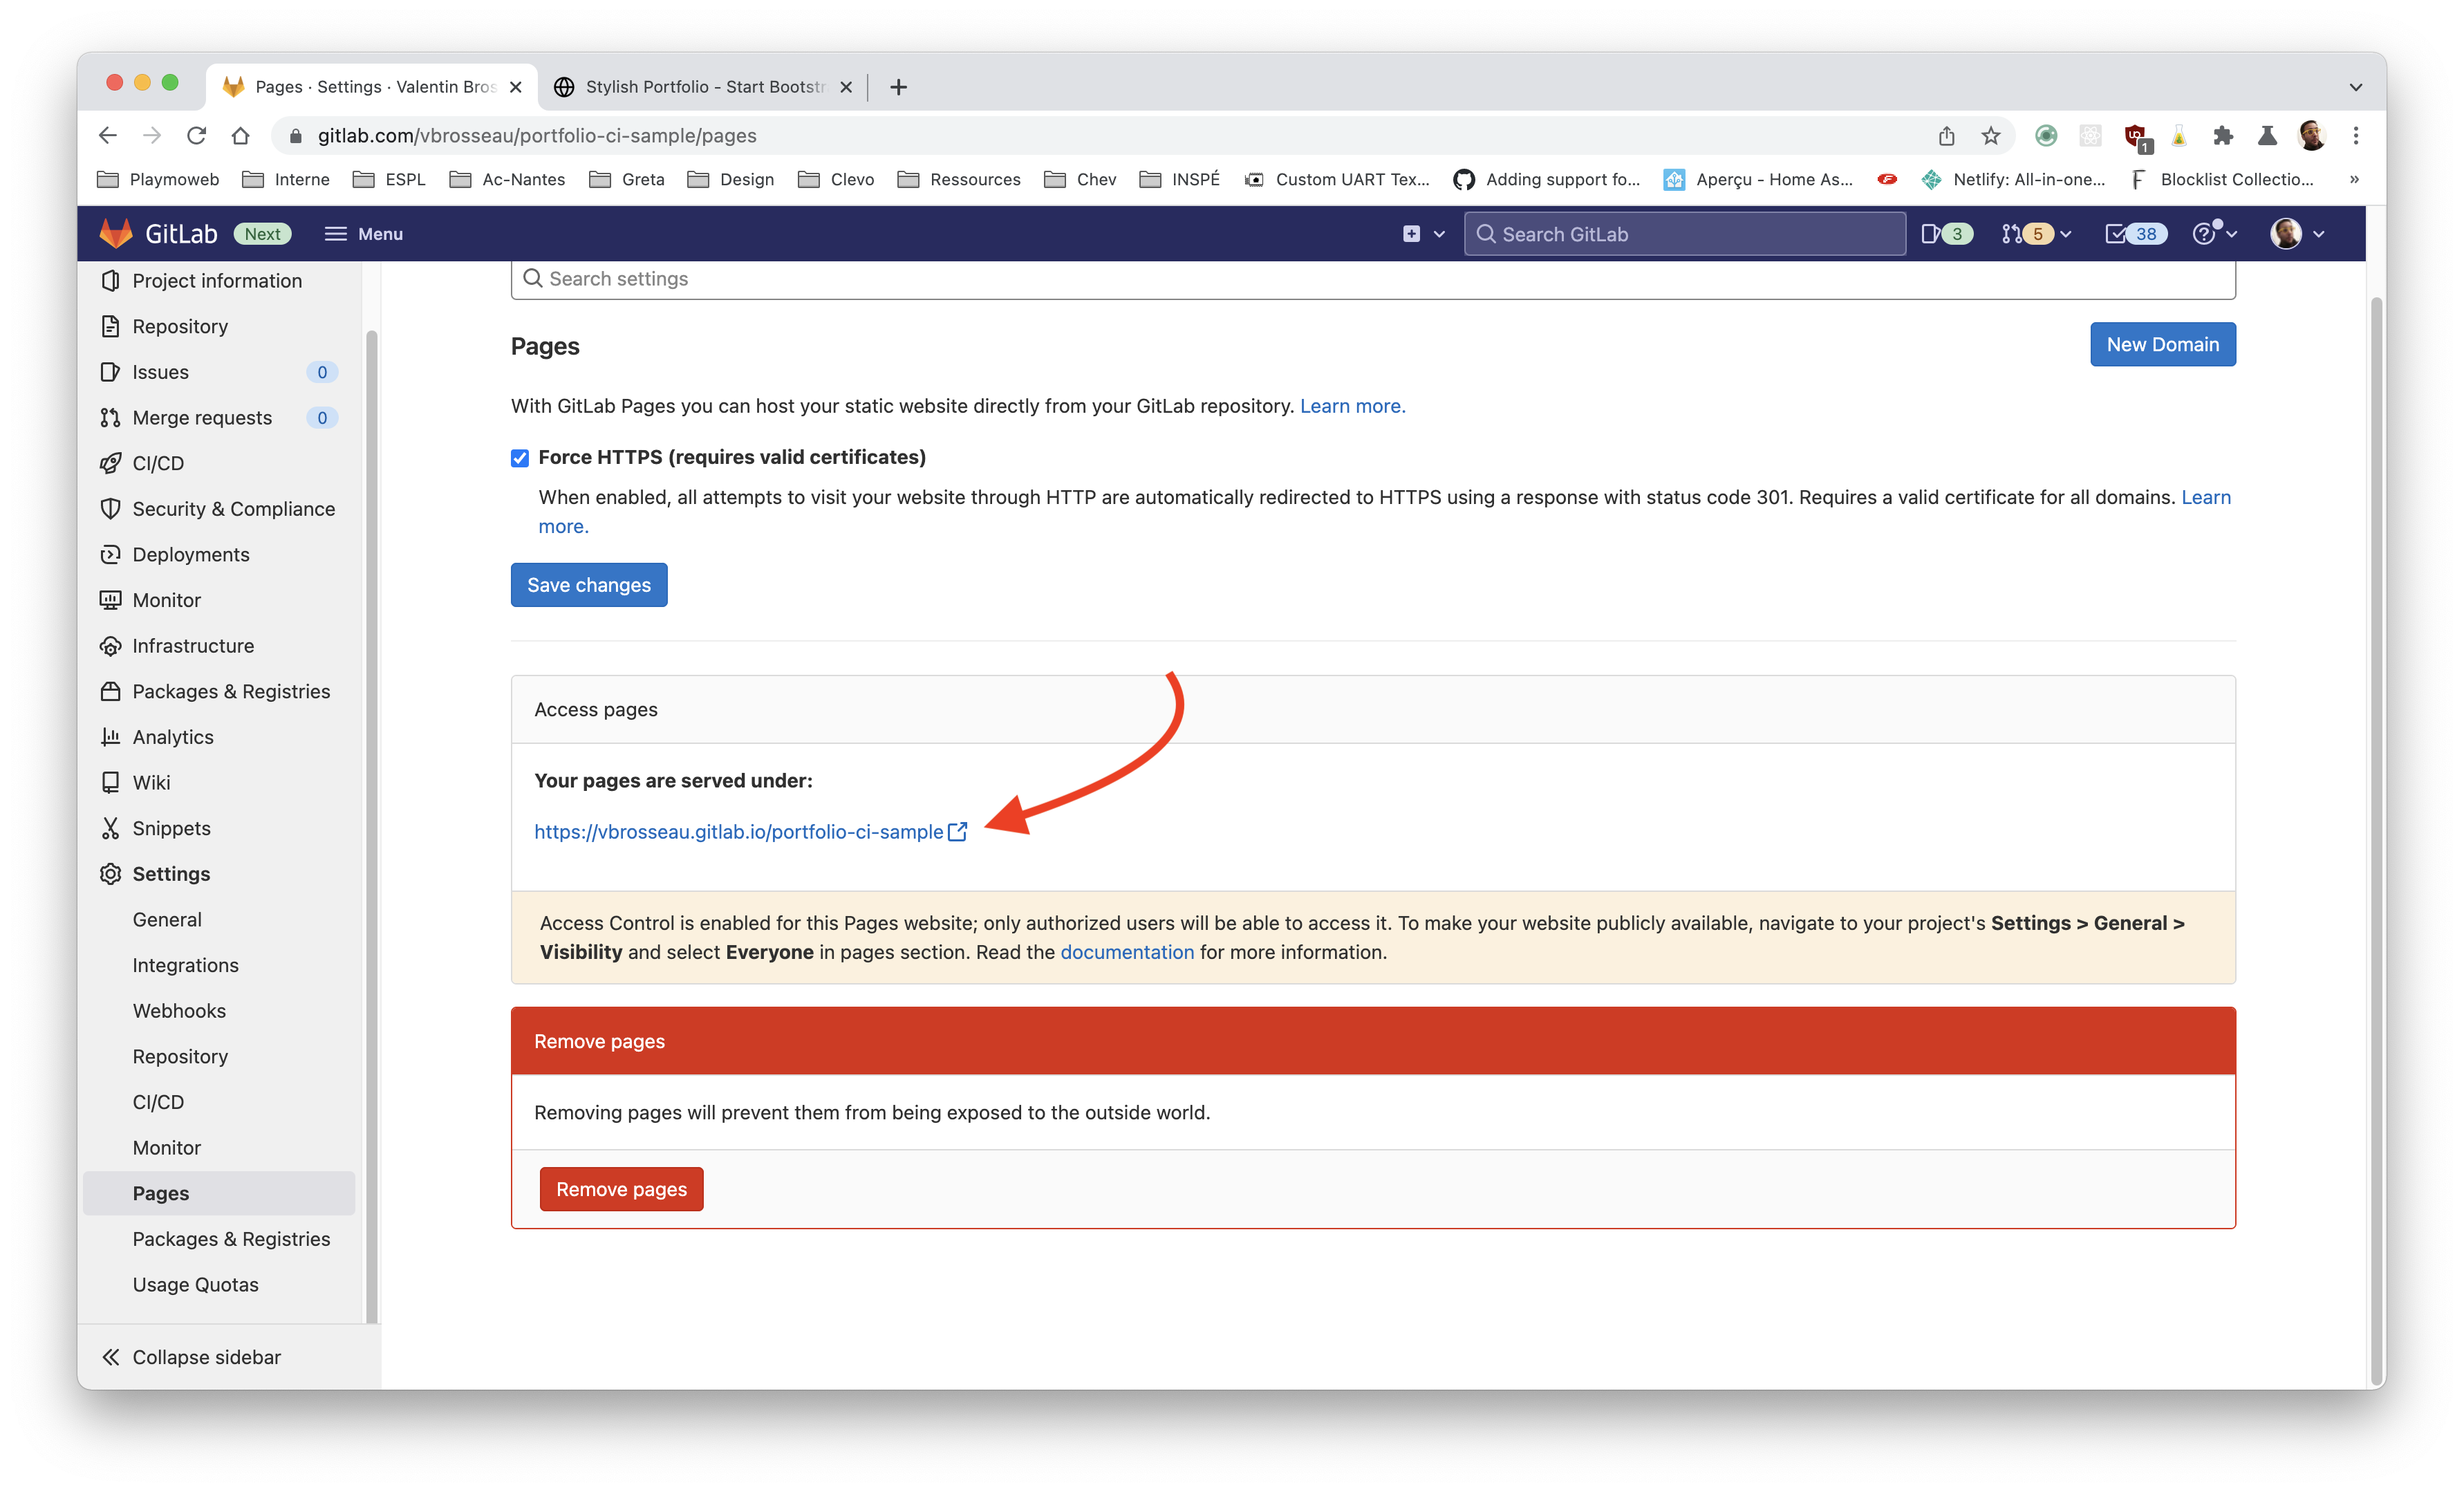 Pages · Settings · Valentin Bros
Stylish Portfolio - Start Bootstr
gitlab.com/vbrosseau/portfolio-ci-sample/pages
1
Playmoweb
Interne
ESPL
Ac-Nantes
Greta
Design
Clevo
Ressources
Chev
INSPÉ
Custom UART Tex...
Adding support fo...
Aperçu - Home As...
Netlify: All-in-one...
Blocklist Collectio...
»
GitLab
Next
Menu
Search GitLab
3
5
38
Project information
Repository
Issues
0
Merge requests
0
CI/CD
Security & Compliance
Deployments
Monitor
Infrastructure
Packages & Registries
Analytics
Wiki
Snippets
Settings
General
Integrations
Webhooks
Repository
CI/CD
Monitor
Pages
Packages & Registries
Usage Quotas
Collapse sidebar
Search settings
Pages
New Domain
With GitLab Pages you can host your static website directly from your GitLab repository. Learn more.
Force HTTPS (requires valid certificates)
When enabled, all attempts to visit your website through HTTP are automatically redirected to HTTPS using a response with status code 301. Requires a valid certificate for all domains. Learn
more.
Save changes
Access pages
Your pages are served under:
https://vbrosseau.gitlab.io/portfolio-ci-sample
Access Control is enabled for this Pages website; only authorized users will be able to access it. To make your website publicly available, navigate to your project's Settings > General >
Visibility and select Everyone in pages section. Read the documentation for more information.
Remove pages
Removing pages will prevent them from being exposed to the outside world.
Remove pages